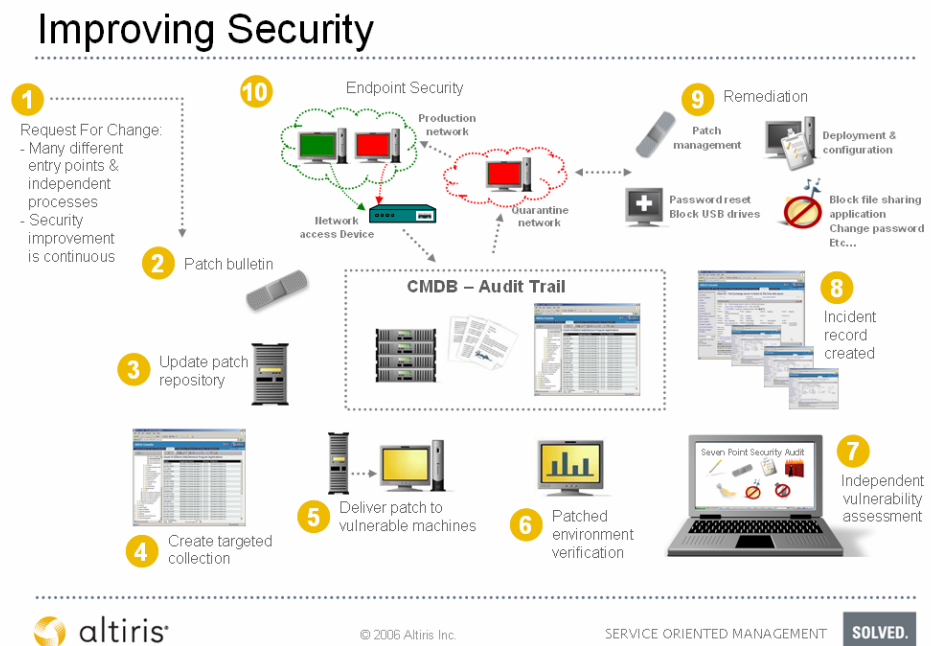 Improving Security
1
Request For Change:
- Many different
entry points &
independent
processes
- Security
improvement
is continuous
2
Patch bulletin
3
Update patch
repository
4
Create targeted
collection
5
Deliver patch to
vulnerable machines
6
Patched
environment
verification
7
Independent
vulnerability
assessment
Seven Point Security Audit
8
Incident
record
created
9
Remediation
Patch
management
Deployment &
configuration
Password reset
Block USB drives
Block file sharing
application
Change password
Etc...
10
Endpoint Security
Production
network
Network
access Device
Quarantine
network
CMDB – Audit Trail
altiris
© 2006 Altiris Inc.
SERVICE ORIENTED MANAGEMENT
SOLVED.